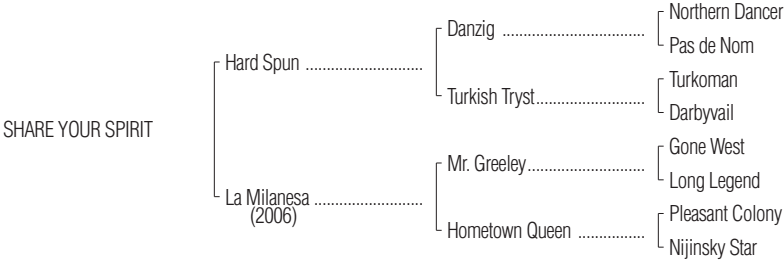 Northern Dancer
Danzig ..................................
Pas de Nom
Hard Spun ............................
Turkoman
Turkish Tryst..........................
Darbyvail
SHARE YOUR SPIRIT
Gone West
Mr. Greeley............................
Long Legend
La Milanesa ..........................
(2006)
Pleasant Colony
Hometown Queen ................
Nijinsky Star